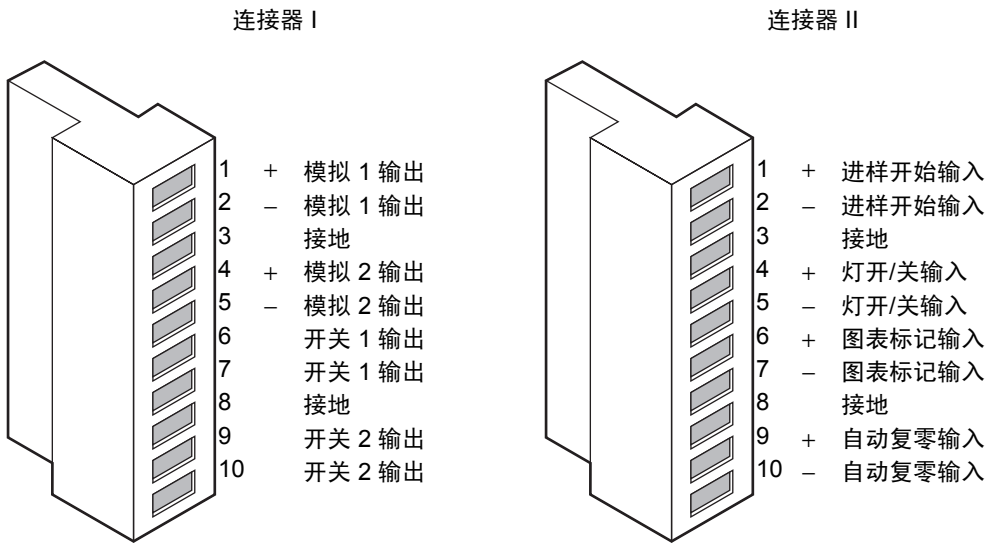 连接器 I
1 + 模拟 1 输出
2 – 模拟 1 输出
3 接地
4 + 模拟 2 输出
5 – 模拟 2 输出
6 开关 1 输出
7 开关 1 输出
8 接地
9 开关 2 输出
10 开关 2 输出
连接器 II
1 + 进样开始输入
2 – 进样开始输入
3 接地
4 + 灯开/关输入
5 – 灯开/关输入
6 + 图表标记输入
7 – 图表标记输入
8 接地
9 + 自动复零输入
10 – 自动复零输入